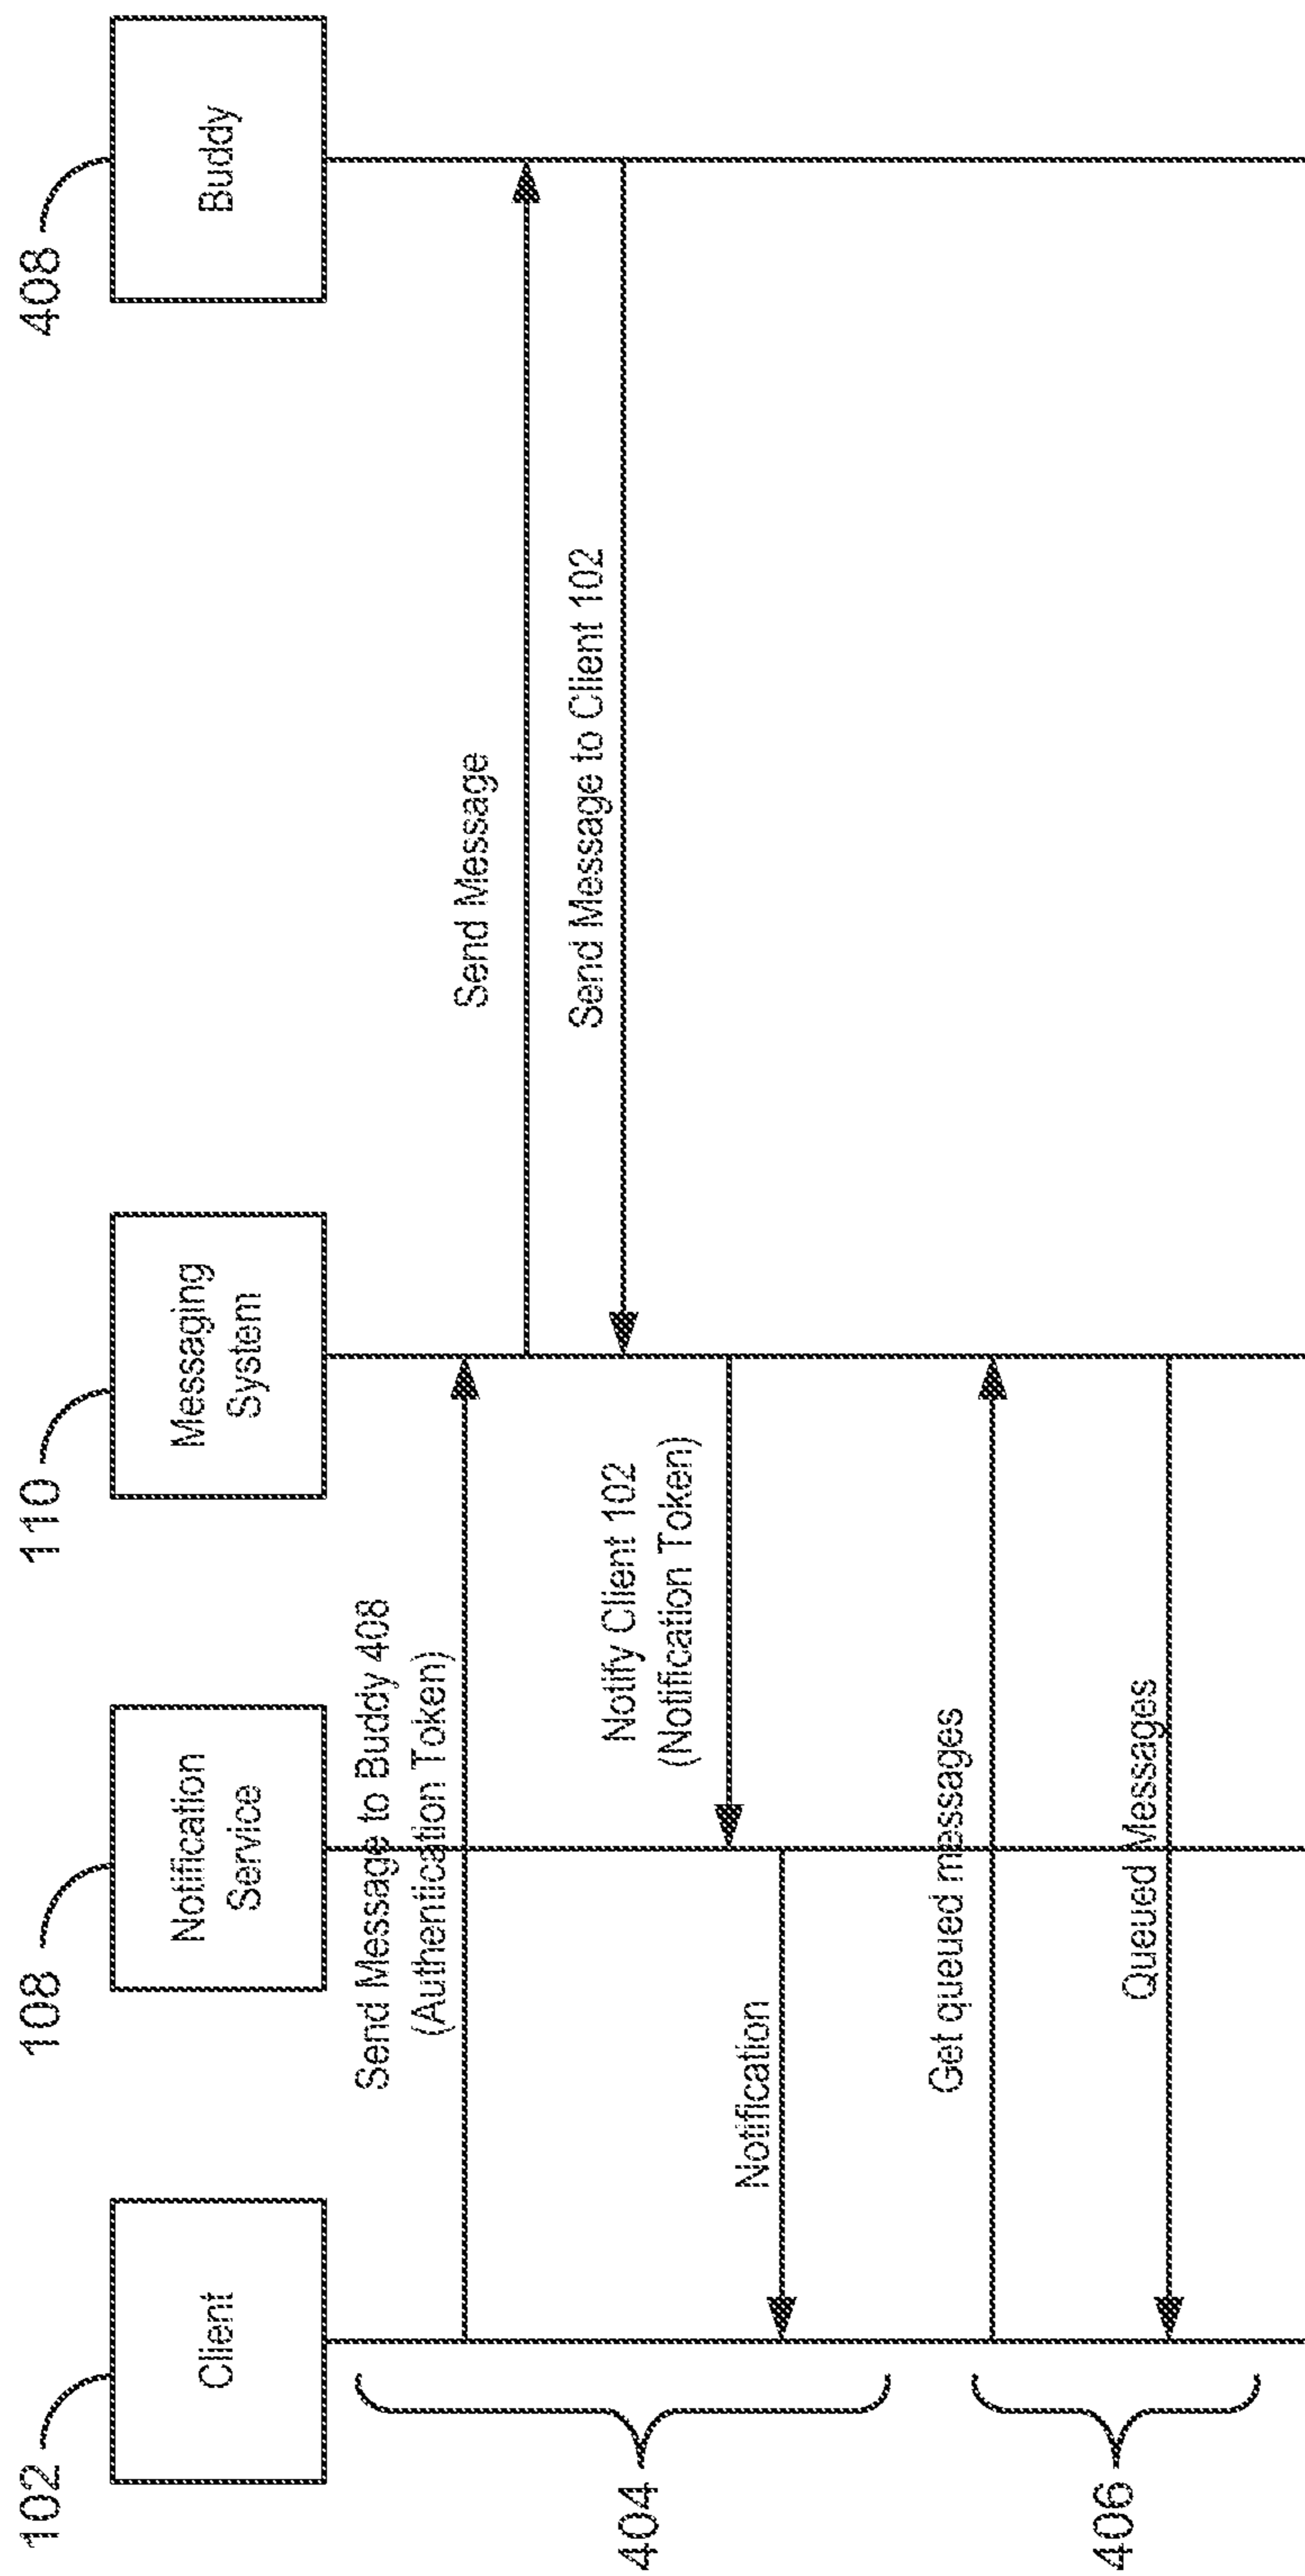 102
108
110
408
Client
Notification
Service
Messaging
System
Buddy
404
Send Message to Buddy 408
(Authentication Token)
Send Message
Send Message to Client 102
Notify Client 102
(Notification Token)
Notification
406
Get queued messages
Queued Messages